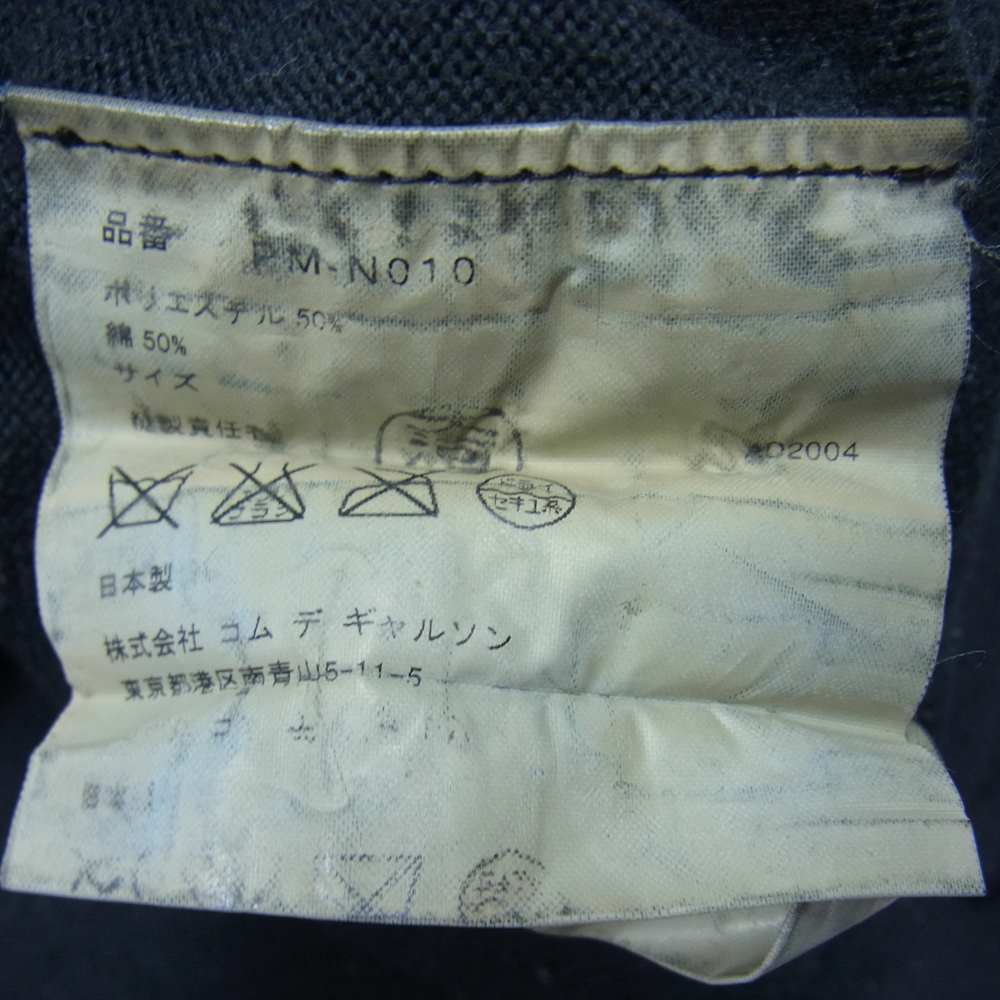 品番 PM-N010
ポリエステル 50%
綿 50%
サイズ
縫製責任者 AD2004
ドライ
セキユ系
日本製
株式会社 コム デ ギャルソン
東京都港区南青山5-11-5